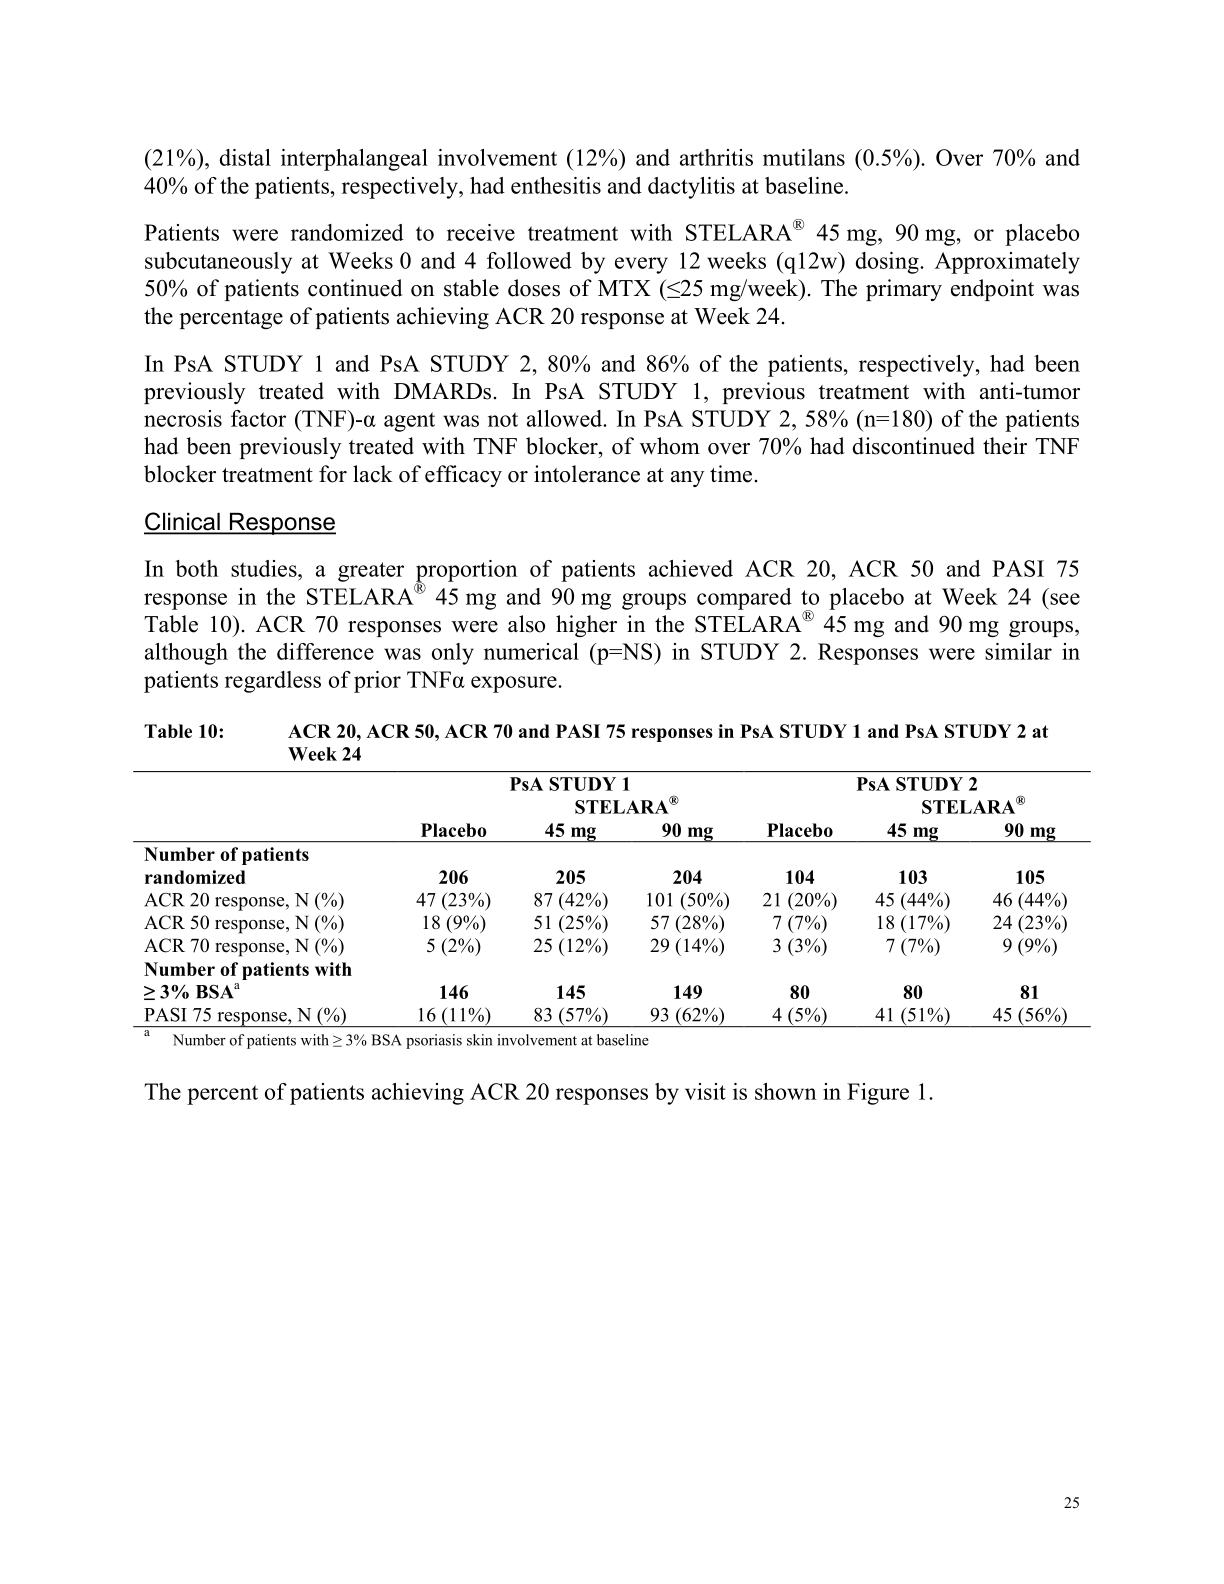 (21%), distal interphalangeal involvement (12%) and arthritis mutilans (0.5%). Over 70% and
40% of the patients, respectively, had enthesitis and dactylitis at baseline.
Patients were randomized to receive treatment with STELARA® 45 mg, 90 mg, or placebo
subcutaneously at Weeks 0 and 4 followed by every 12 weeks (q12w) dosing. Approximately
50% of patients continued on stable doses of MTX (≤25 mg/week). The primary endpoint was
the percentage of patients achieving ACR 20 response at Week 24.
In PsA STUDY 1 and PsA STUDY 2, 80% and 86% of the patients, respectively, had been
previously treated with DMARDs. In PsA STUDY 1, previous treatment with anti-tumor
necrosis factor (TNF)-α agent was not allowed. In PsA STUDY 2, 58% (n=180) of the patients
had been previously treated with TNF blocker, of whom over 70% had discontinued their TNF
blocker treatment for lack of efficacy or intolerance at any time.
Clinical Response
In both studies, a greater proportion of patients achieved ACR 20, ACR 50 and PASI 75
response in the STELARA® 45 mg and 90 mg groups compared to placebo at Week 24 (see
Table 10). ACR 70 responses were also higher in the STELARA® 45 mg and 90 mg groups,
although the difference was only numerical (p=NS) in STUDY 2. Responses were similar in
patients regardless of prior TNFα exposure.
Table 10: ACR 20, ACR 50, ACR 70 and PASI 75 responses in PsA STUDY 1 and PsA STUDY 2 at
Week 24
PsA STUDY 1 PsA STUDY 2
STELARA® STELARA®
Placebo 45 mg 90 mg Placebo 45 mg 90 mg
Number of patients
randomized 206 205 204 104 103 105
ACR 20 response, N (%) 47 (23%) 87 (42%) 101 (50%) 21 (20%) 45 (44%) 46 (44%)
ACR 50 response, N (%) 18 (9%) 51 (25%) 57 (28%) 7 (7%) 18 (17%) 24 (23%)
ACR 70 response, N (%) 5 (2%) 25 (12%) 29 (14%) 3 (3%) 7 (7%) 9 (9%)
Number of patients with
≥ 3% BSAª 146 145 149 80 80 81
PASI 75 response, N (%) 16 (11%) 83 (57%) 93 (62%) 4 (5%) 41 (51%) 45 (56%)
ª Number of patients with ≥ 3% BSA psoriasis skin involvement at baseline
The percent of patients achieving ACR 20 responses by visit is shown in Figure 1.
25